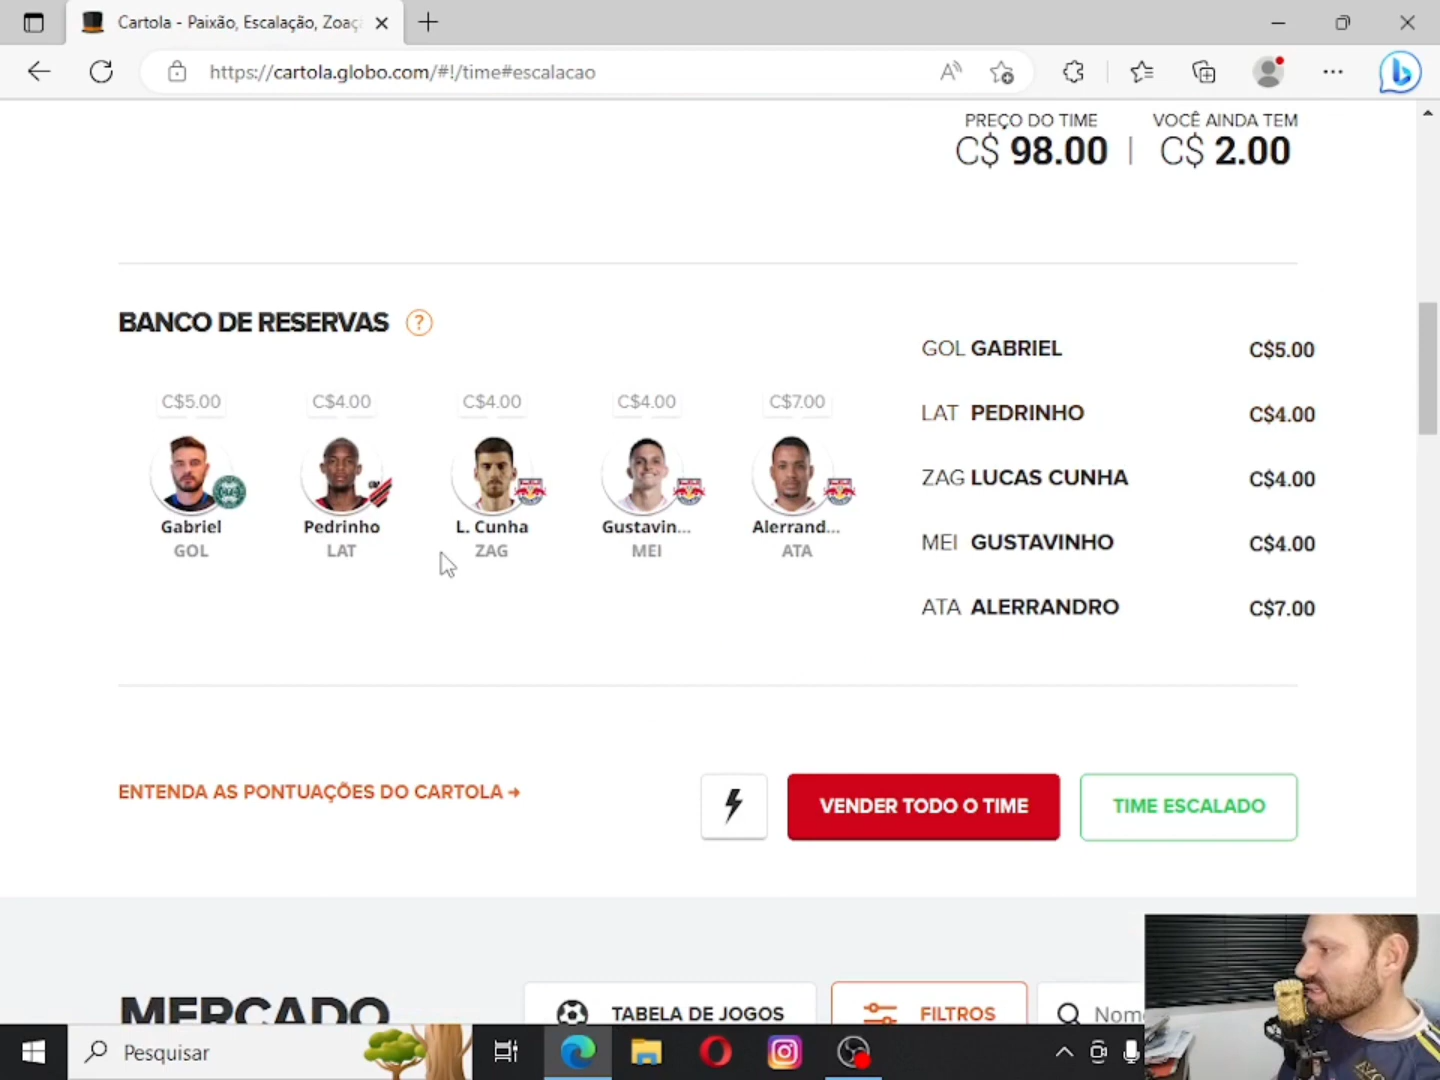 Cartola - Paixão, Escalação, Zoaç
https://cartola.globo.com/#!/time#escalacao
PREÇO DO TIME
C$ 98.00
VOCÊ AINDA TEM
C$ 2.00
BANCO DE RESERVAS ?
C$5.00
Gabriel
GOL
C$4.00
Pedrinho
LAT
C$4.00
L. Cunha
ZAG
C$4.00
Gustavin...
MEI
C$7.00
Alerrand...
ATA
GOL GABRIEL C$5.00
LAT PEDRINHO C$4.00
ZAG LUCAS CUNHA C$4.00
MEI GUSTAVINHO C$4.00
ATA ALERRANDRO C$7.00
ENTENDA AS PONTUAÇÕES DO CARTOLA →
VENDER TODO O TIME
TIME ESCALADO
MERCADO
TABELA DE JOGOS
FILTROS
Nome
Pesquisar